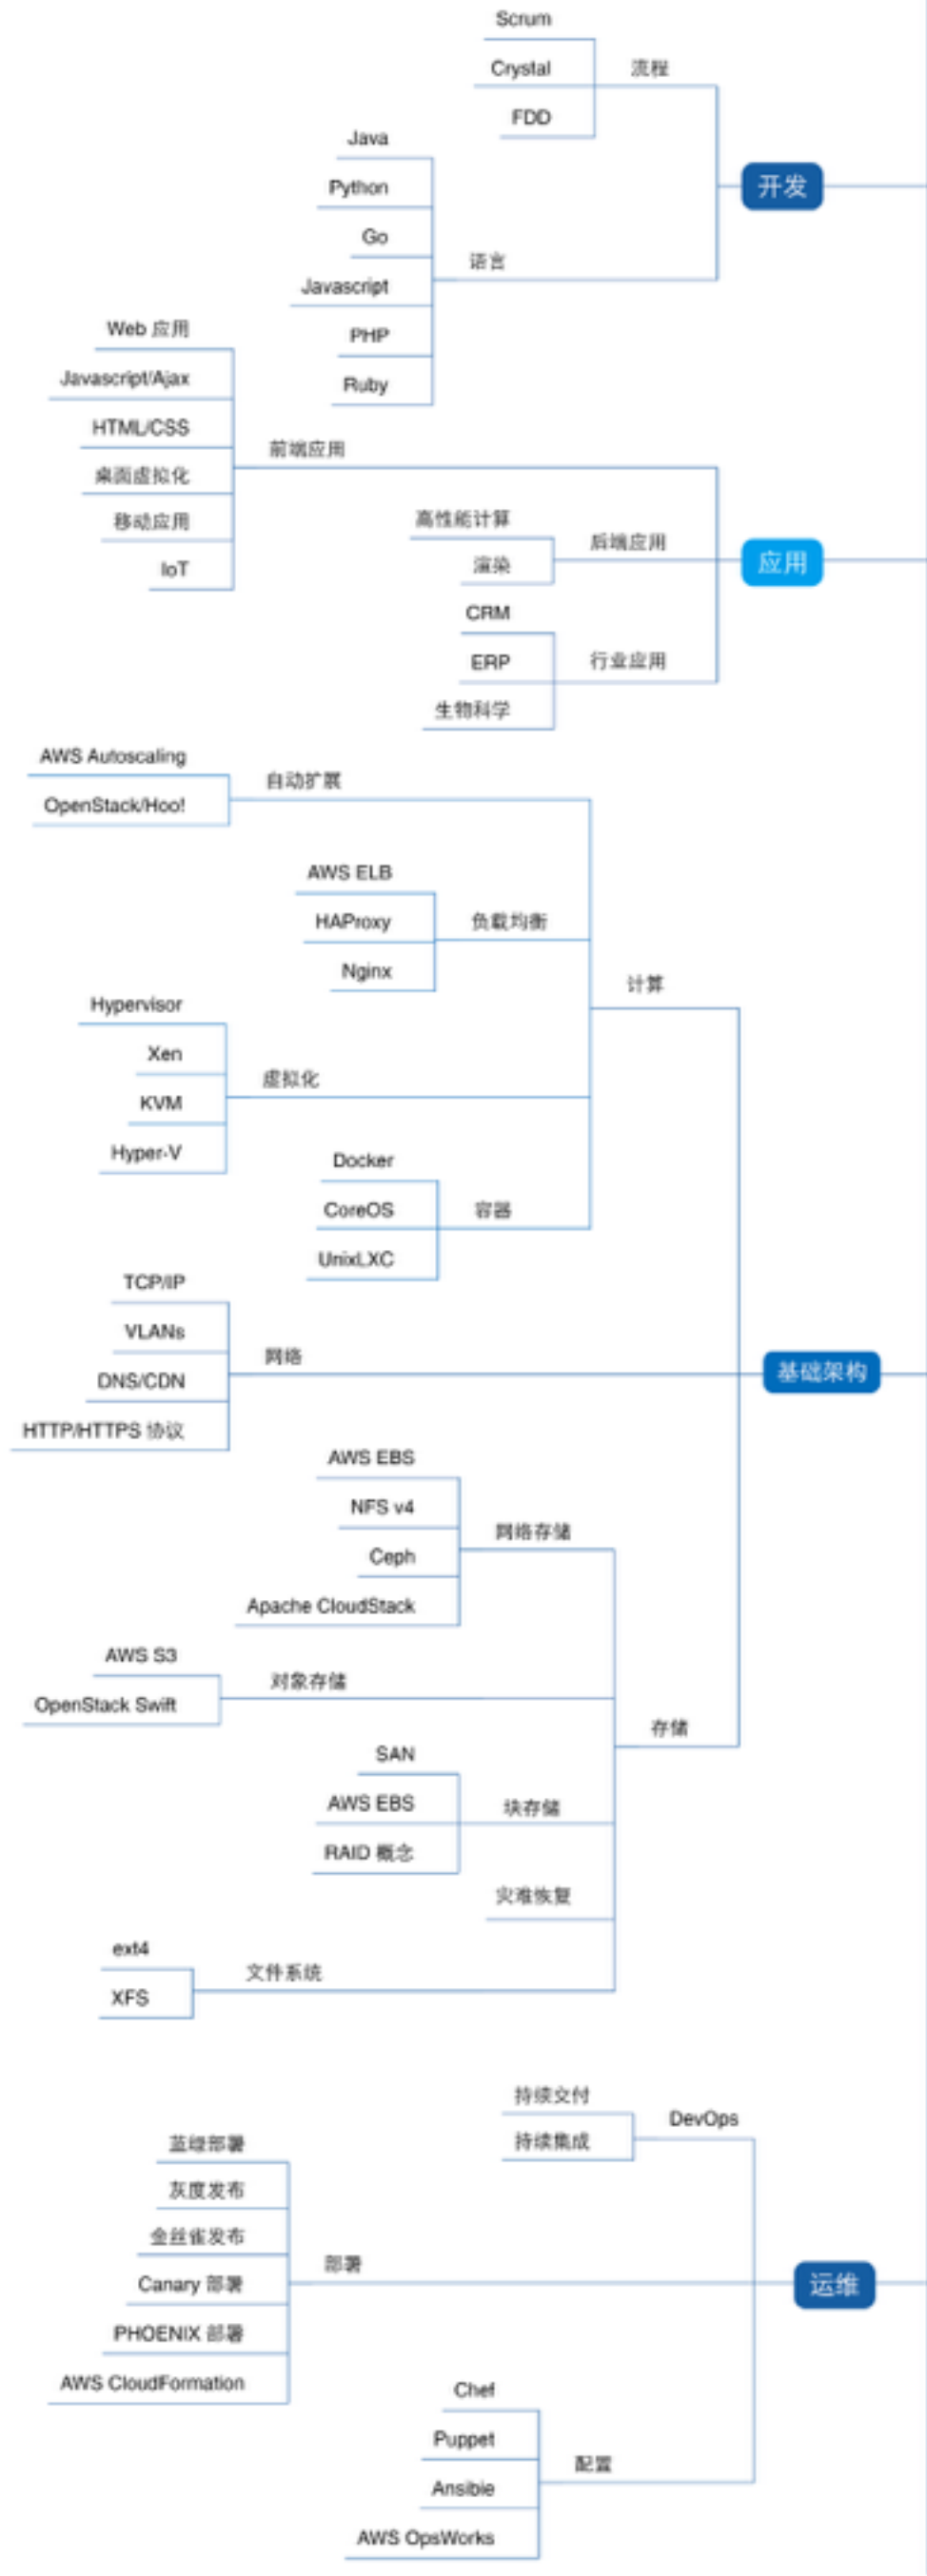 Scrum
Crystal
流程
FDD
开发
Java
Python
Go
语言
Javascript
PHP
Ruby
Web 应用
Javascript/Ajax
HTML/CSS
前端应用
桌面虚拟化
移动应用
IoT
应用
高性能计算
后端应用
渲染
CRM
ERP
行业应用
生物科学
AWS Autoscaling
自动扩展
OpenStack/Hoo!
AWS ELB
HAProxy
负载均衡
Nginx
计算
Hypervisor
Xen
虚拟化
KVM
Hyper-V
Docker
CoreOS
容器
UnixLXC
TCP/IP
VLANs
网络
DNS/CDN
HTTP/HTTPS 协议
基础架构
AWS EBS
NFS v4
网络存储
Ceph
Apache CloudStack
AWS S3
对象存储
OpenStack Swift
存储
SAN
AWS EBS
块存储
RAID 概念
灾难恢复
ext4
文件系统
XFS
持续交付
DevOps
持续集成
蓝绿部署
灰度发布
金丝雀发布
部署
Canary 部署
PHOENIX 部署
AWS CloudFormation
运维
Chef
Puppet
配置
Ansible
AWS OpsWorks